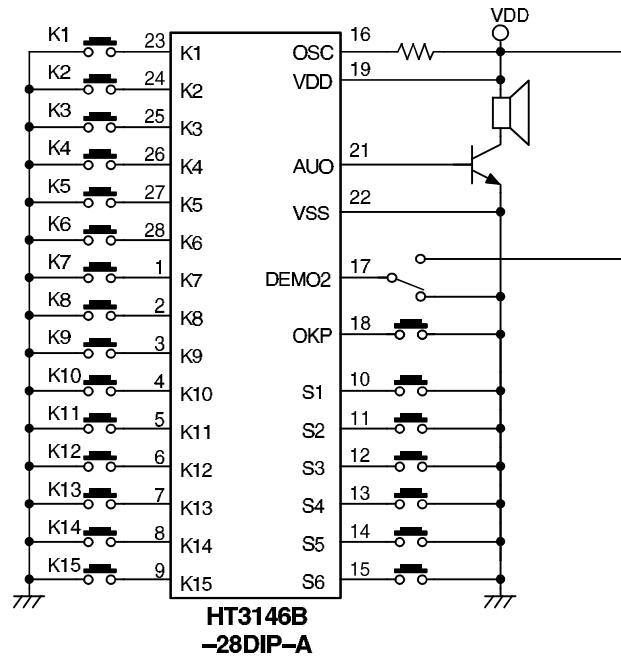 VDD
K1 23 K1 OSC 16
K2 24 K2 VDD 19
K3 25 K3
K4 26 K4 AUO 21
K5 27 K5 VSS 22
K6 28 K6
K7 1 K7 DEMO2 17
K8 2 K8 OKP 18
K9 3 K9
K10 4 K10 S1 10
K11 5 K11 S2 11
K12 6 K12 S3 12
K13 7 K13 S4 13
K14 8 K14 S5 14
K15 9 K15 S6 15
HT3146B
–28DIP–A